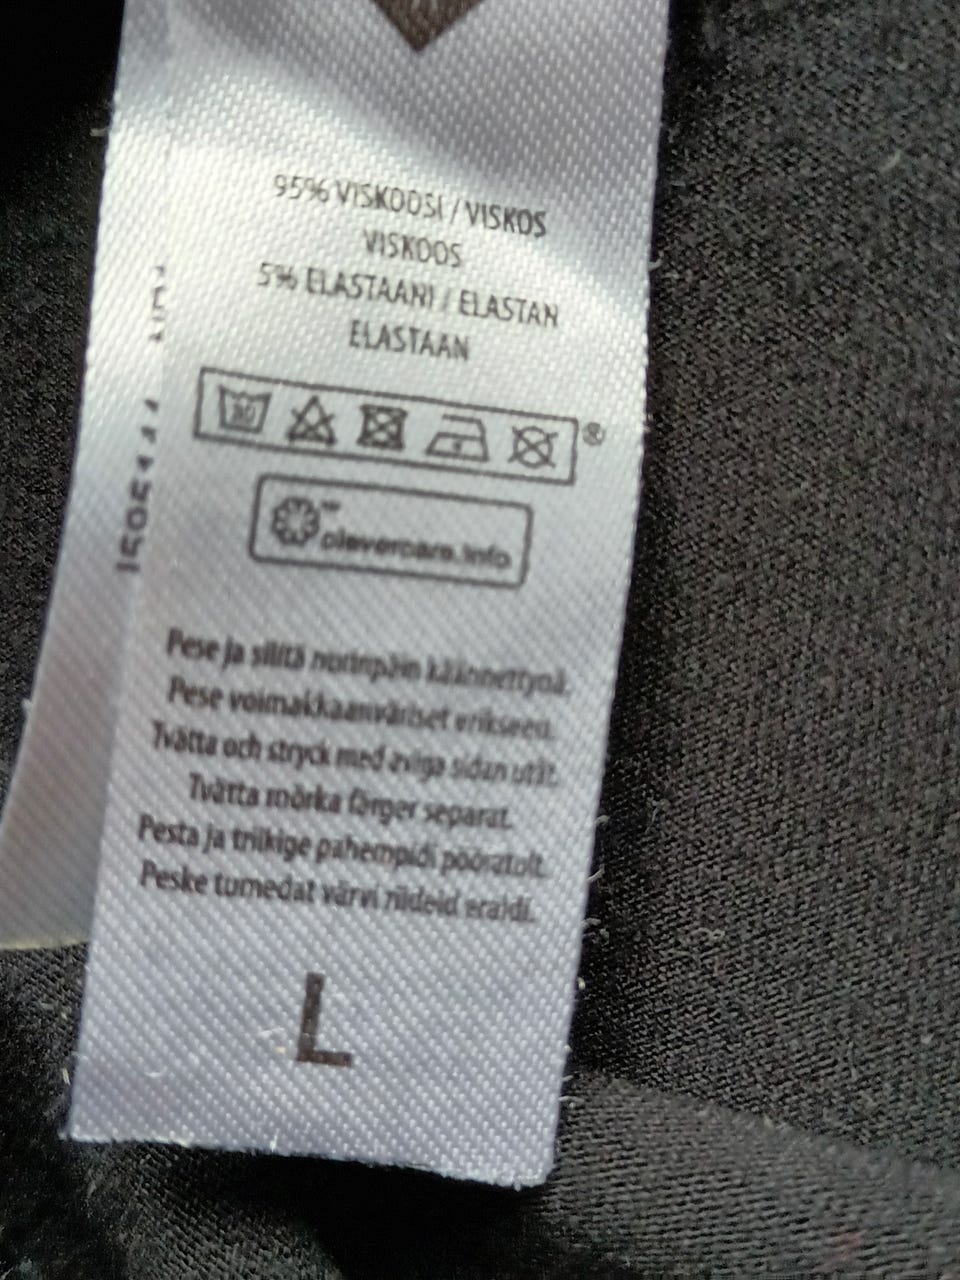 95% VISKOOSI / VISKOS
VISKOOS
5% ELASTAANI / ELASTAN
ELASTAAN
30
®
clevercare.info
Pese ja silitä nurinpäin käännettynä.
Pese voimakkaanväriset erikseen.
Tvätta och stryck med aviga sidan utåt.
Tvätta mörka färger separat.
Pesta ja triikige pahempidi pööratult.
Peske tumedat värvi riideid eraldi.
L